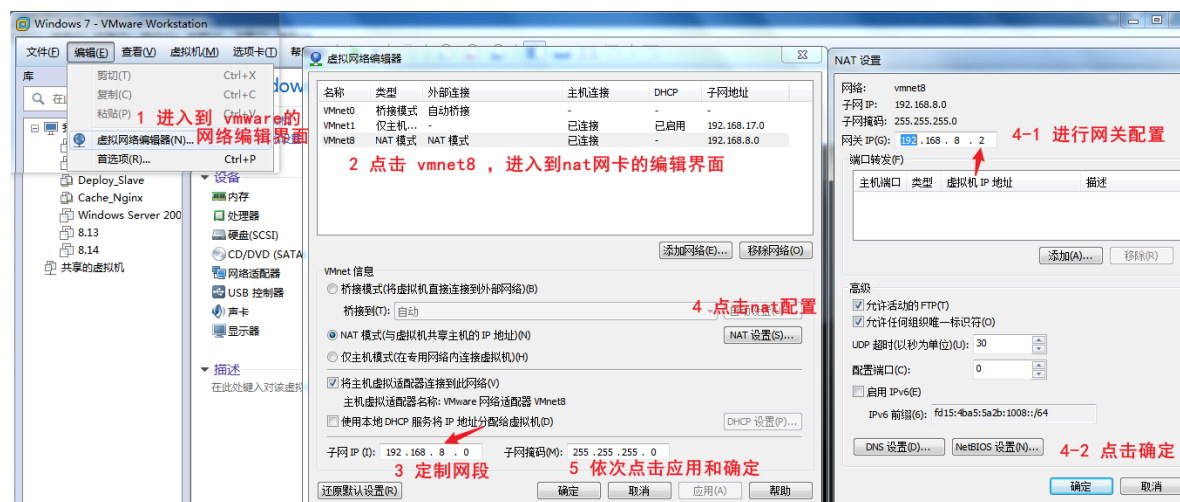 Windows 7 - VMware Workstation
文件(F) 编辑(E) 查看(V) 虚拟机(M) 选项卡(T)
库
剪切(T) Ctrl+X
复制(C) Ctrl+C
粘贴(P)
1 进入到 Vmware的
网络编辑界面
虚拟网络编辑器(N)...
首选项(R)... Ctrl+P
Deploy_Slave
Cache_Nginx
Windows Server 200
8.13
8.14
共享的虚拟机
设备
内存
处理器
硬盘(SCSI)
CD/DVD (SATA
网络适配器
USB 控制器
声卡
显示器
描述
在此处键入对该虚拟
虚拟网络编辑器
名称 类型 外部连接 主机连接 DHCP 子网地址
VMnet0 桥接模式 自动桥接 - - -
VMnet1 仅主机... - 已连接 已启用 192.168.17.0
VMnet8 NAT 模式 NAT 模式 已连接 - 192.168.8.0
2 点击 vmnet8 ，进入到nat网卡的编辑界面
添加网络(E)... 移除网络(O)
VMnet 信息
桥接模式(将虚拟机直接连接到外部网络)(B)
桥接到(T): 自动
4 点击nat配置
NAT 模式(与虚拟机共享主机的 IP 地址)(N) NAT 设置(S)...
仅主机模式(在专用网络内连接虚拟机)(H)
将主机虚拟适配器连接到此网络(V)
主机虚拟适配器名称: VMware 网络适配器 VMnet8
使用本地 DHCP 服务将 IP 地址分配给虚拟机(D) DHCP 设置(P)...
子网 IP (I): 192 .168 . 8 . 0 子网掩码(M): 255 .255 .255 . 0
3 定制网段 5 依次点击应用和确定
还原默认设置(R) 确定 取消 应用(A) 帮助
NAT 设置
网络: vmnet8
子网 IP: 192.168.8.0
子网掩码: 255.255.255.0
网关 IP(G): 192 .168 . 8 . 2
4-1 进行网关配置
端口转发(F)
主机端口 类型 虚拟机 IP 地址 描述
添加(A)... 移除(R)
高级
允许活动的 FTP(T)
允许任何组织唯一标识符(O)
UDP 超时(以秒为单位)(U): 30
配置端口(C): 0
启用 IPv6(E)
IPv6 前缀(6): fd15:4ba5:5a2b:1008::/64
DNS 设置(D)... NetBIOS 设置(N)...
4-2 点击确定
确定 取消